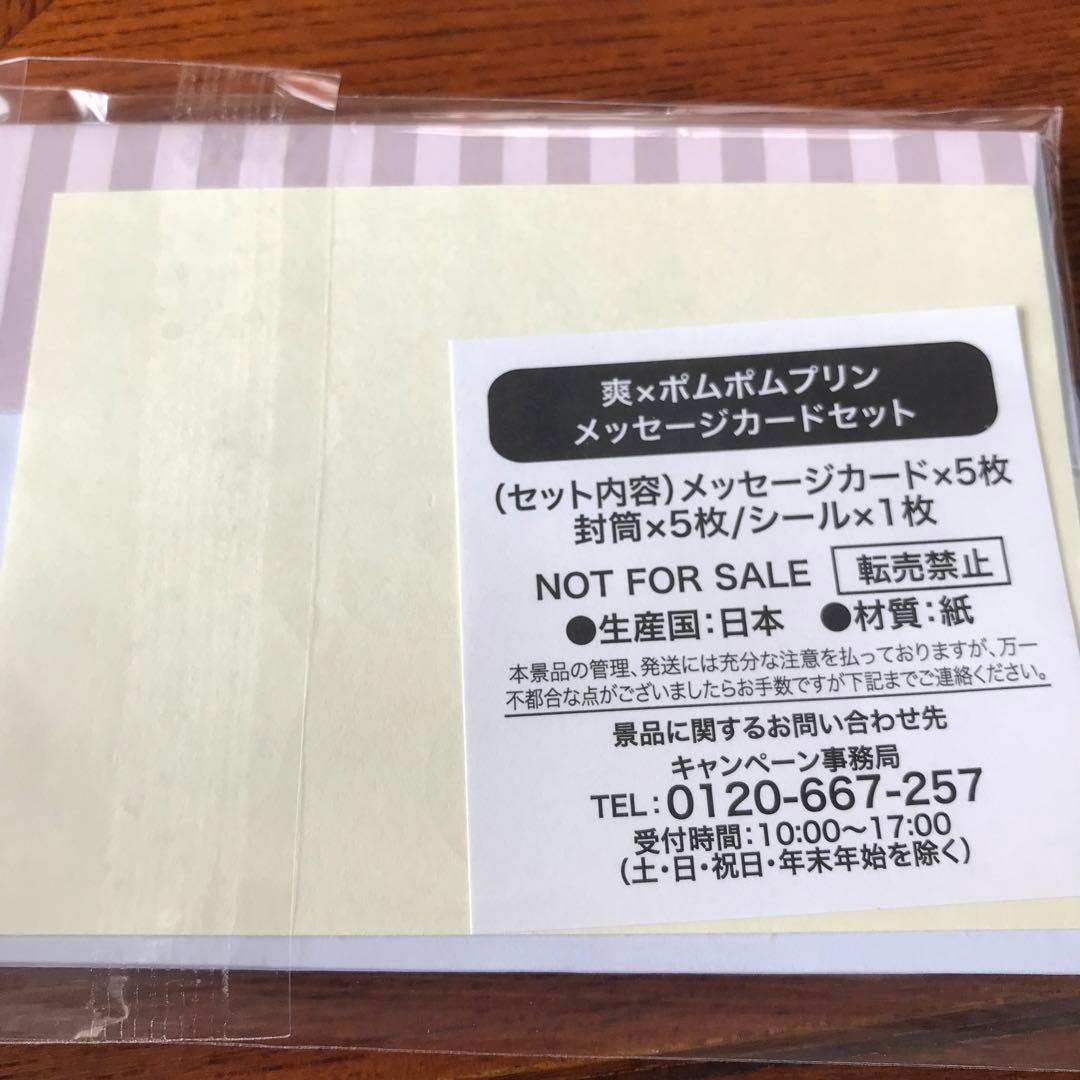 爽×ポムポムプリン
メッセージカードセット
(セット内容)メッセージカード×5枚
封筒×5枚/シール×1枚
NOT FOR SALE 転売禁止
●生産国:日本 ●材質:紙
本景品の管理、発送には充分な注意を払っておりますが、万一
不都合な点がございましたらお手数ですが下記までご連絡ください。
景品に関するお問い合わせ先
キャンペーン事務局
TEL:0120-667-257
受付時間:10:00〜17:00
(土・日・祝日・年末年始を除く)